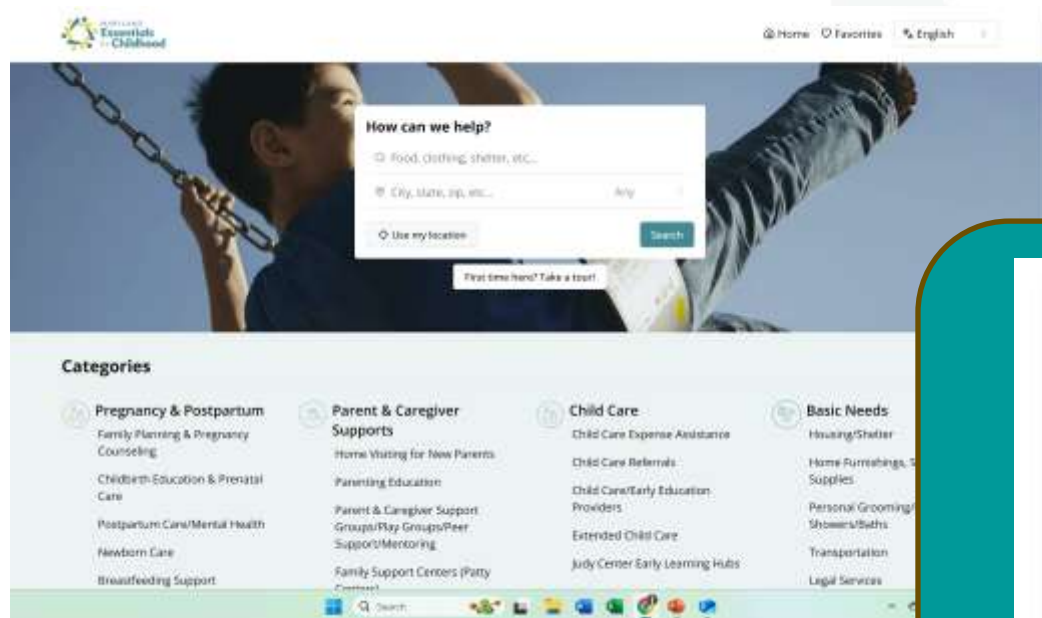 MARYLAND
Essentials
for Childhood
Home Favorites English
How can we help?
Food, clothing, shelter, etc...
City, state, zip, etc... Any
Use my location Search
First time here? Take a tour!
Categories
Pregnancy & Postpartum
Family Planning & Pregnancy
Counseling
Childbirth Education & Prenatal
Care
Postpartum Care/Mental Health
Newborn Care
Breastfeeding Support
Parent & Caregiver
Supports
Home Visiting for New Parents
Parenting Education
Parent & Caregiver Support
Groups/Play Groups/Peer
Support/Mentoring
Family Support Centers (Patty
Child Care
Child Care Expense Assistance
Child Care Referrals
Child Care/Early Education
Providers
Extended Child Care
Judy Center Early Learning Hubs
Basic Needs
Housing/Shelter
Home Furnishings, S
Supplies
Personal Grooming/
Showers/Baths
Transportation
Legal Services
Search